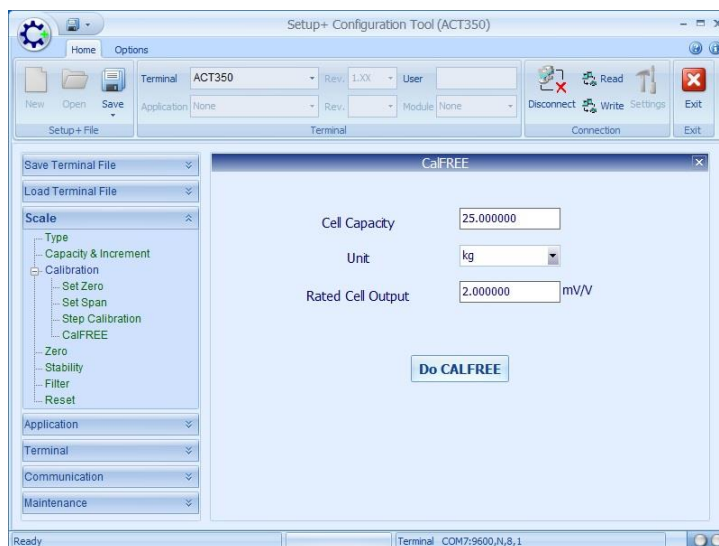 Setup+ Configuration Tool (ACT350)
Home Options
Terminal ACT350 Rev. 1.XX User
Application None Rev. Module None
New Open Save
Disconnect Read Write Settings
Exit
Setup+File Terminal Connection Exit
Save Terminal File
Load Terminal File
Scale
Type
Capacity & Increment
Calibration
Set Zero
Set Span
Step Calibration
CalFREE
Zero
Stability
Filter
Reset
Application
Terminal
Communication
Maintenance
CalFREE
Cell Capacity 25.000000
Unit kg
Rated Cell Output 2.000000 mV/V
Do CALFREE
Ready Terminal COM7:9600,N,8,1